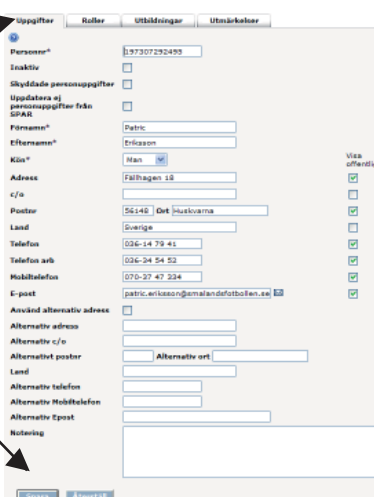 Uppgifter Roller Utbildningar Utmärkelser
Personnr* 197307292493
Inaktiv
Skyddade personuppgifter
Uppdatera ej
personuppgifter från
SPAR
Förnamn* Patric
Efternamn* Eriksson
Kön* Man Visa
offentlig
Adress Fällhagen 18
c/o
Postnr 56148 Ort Huskvarna
Land Sverige
Telefon 036-14 79 41
Telefon arb 036-34 54 52
Mobiltelefon 070-37 47 334
E-post patric.eriksson@smalandsfotbollen.se
Använd alternativ adress
Alternativ adress
Alternativ c/o
Alternativt postnr Alternativ ort
Land
Alternativ telefon
Alternativ Mobiltelefon
Alternativ Epost
Notering
Spara Återställ